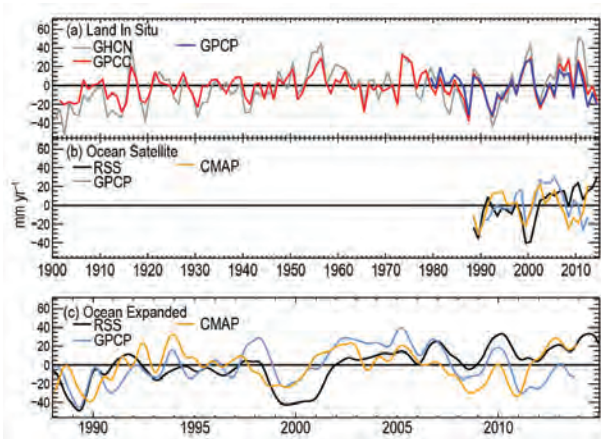 (a) Land In Situ
GHCN GPCP
GPCC
60
40
20
0
-20
-40
(b) Ocean Satellite
RSS CMAP
GPCP
60
40
20
0
-20
-40
mm yr⁻¹
1900 1910 1920 1930 1940 1950 1960 1970 1980 1990 2000 2010
(c) Ocean Expanded
RSS CMAP
GPCP
60
40
20
0
-20
-40
1990 1995 2000 2005 2010